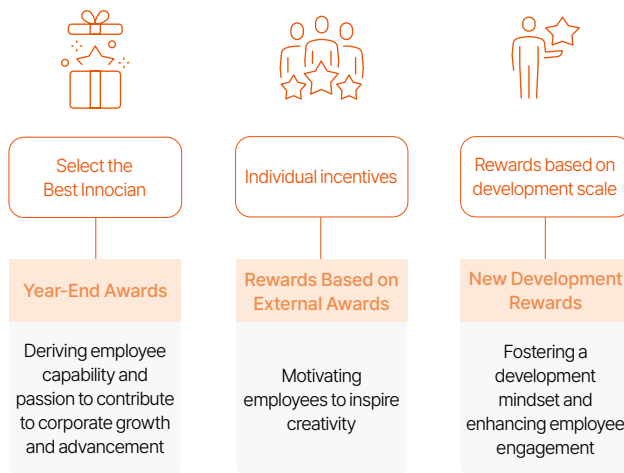 Select the
Best Innocian
Year-End Awards
Deriving employee
capability and
passion to contribute
to corporate growth
and advancement
Individual incentives
Rewards Based on
External Awards
Motivating
employees to inspire
creativity
Rewards based on
development scale
New Development
Rewards
Fostering a
development
mindset and
enhancing employee
engagement